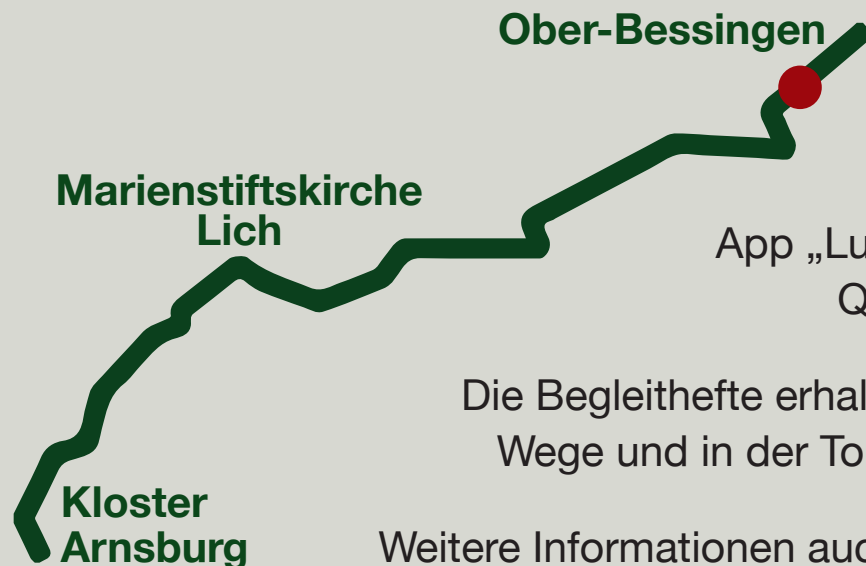 Ober-Bessingen
Marienstiftskirche
Lich
App „Lu
Q
Die Begleithefte erhal
Wege und in der To
Kloster
Arnsburg
Weitere Informationen auc